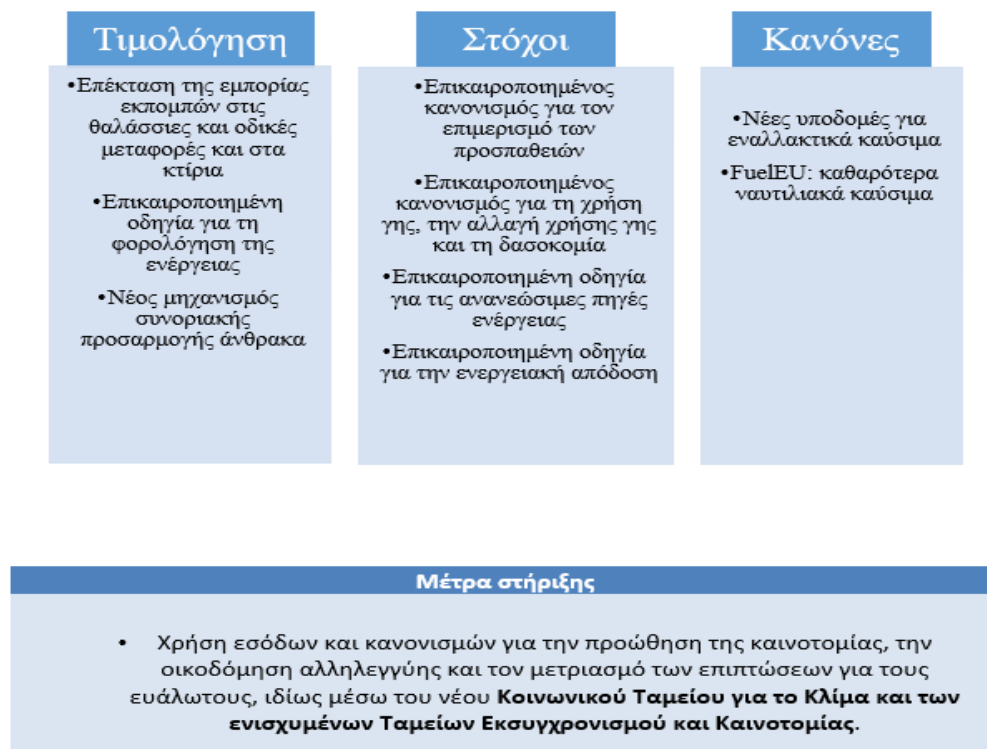 Τιμολόγηση
•Επέκταση της εμπορίας
εκπομπών στις
θαλάσσιες και οδικές
μεταφορές και στα
κτίρια
•Επικαιροποιημένη
οδηγία για τη
φορολόγηση της
ενέργειας
•Νέος μηχανισμός
συνοριακής
προσαρμογής άνθρακα
Στόχοι
•Επικαιροποιημένος
κανονισμός για τον
επιμερισμό των
προσπαθειών
•Επικαιροποιημένος
κανονισμός για τη χρήση
γης, την αλλαγή χρήσης γης
και τη δασοκομία
•Επικαιροποιημένη οδηγία
για τις ανανεώσιμες πηγές
ενέργειας
•Επικαιροποιημένη οδηγία
για την ενεργειακή απόδοση
Κανόνες
•Νέες υποδομές για
εναλλακτικά καύσιμα
•FuelEU: καθαρότερα
ναυτιλιακά καύσιμα
Μέτρα στήριξης
• Χρήση εσόδων και κανονισμών για την προώθηση της καινοτομίας, την
οικοδόμηση αλληλεγγύης και τον μετριασμό των επιπτώσεων για τους
ευάλωτους, ιδίως μέσω του νέου Κοινωνικού Ταμείου για το Κλίμα και των
ενισχυμένων Ταμείων Εκσυγχρονισμού και Καινοτομίας.